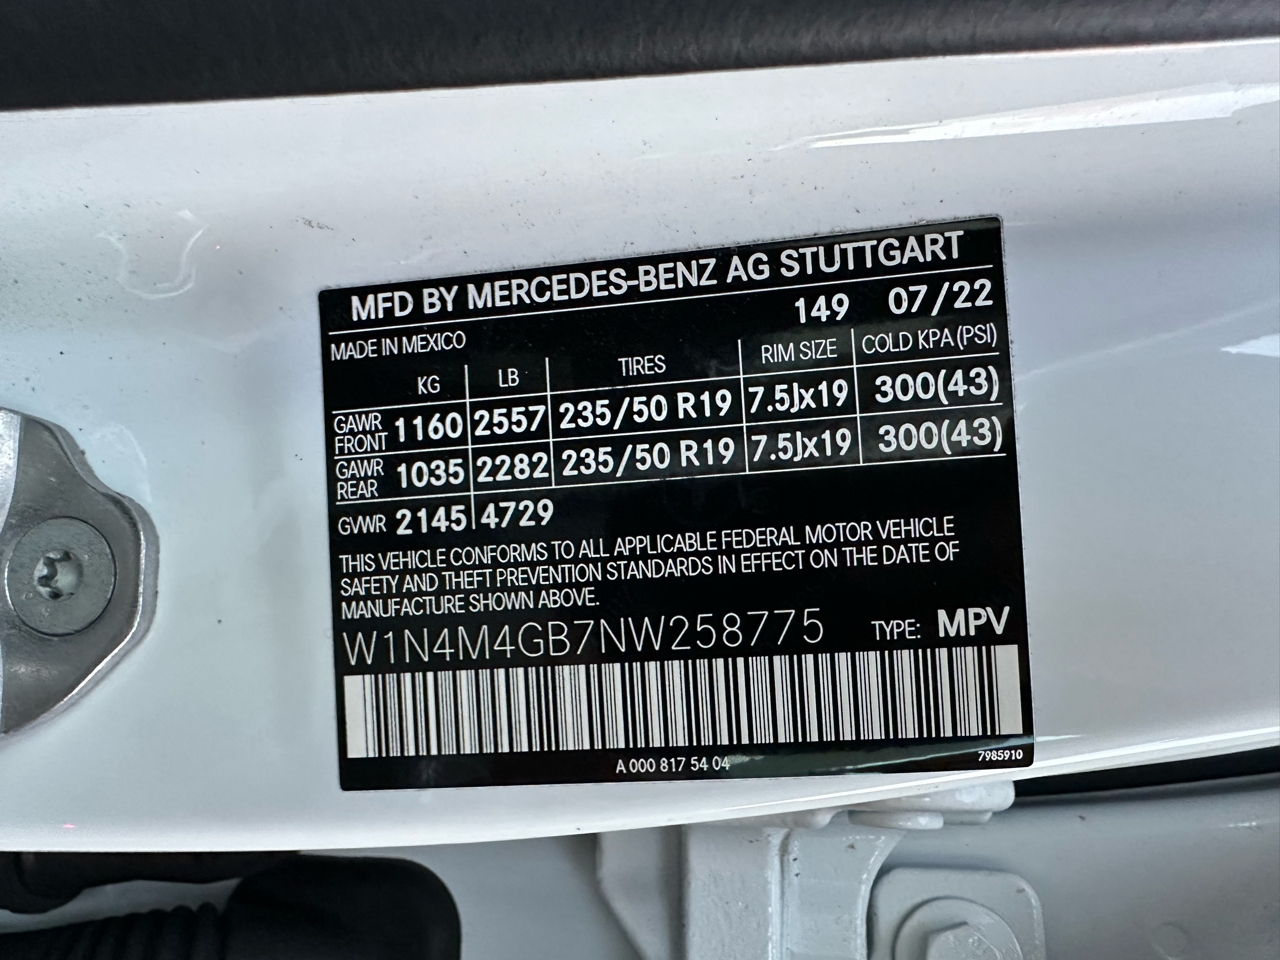 MFD BY MERCEDES-BENZ AG STUTTGART
149 07/22
MADE IN MEXICO
KG LB TIRES RIM SIZE COLD KPA (PSI)
GAWR FRONT 1160 2557 235/50 R19 7.5Jx19 300(43)
GAWR REAR 1035 2282 235/50 R19 7.5Jx19 300(43)
GVWR 2145 4729
THIS VEHICLE CONFORMS TO ALL APPLICABLE FEDERAL MOTOR VEHICLE
SAFETY AND THEFT PREVENTION STANDARDS IN EFFECT ON THE DATE OF
MANUFACTURE SHOWN ABOVE.
W1N4M4GB7NW258775 TYPE: MPV
A 000 817 54 04
7985910